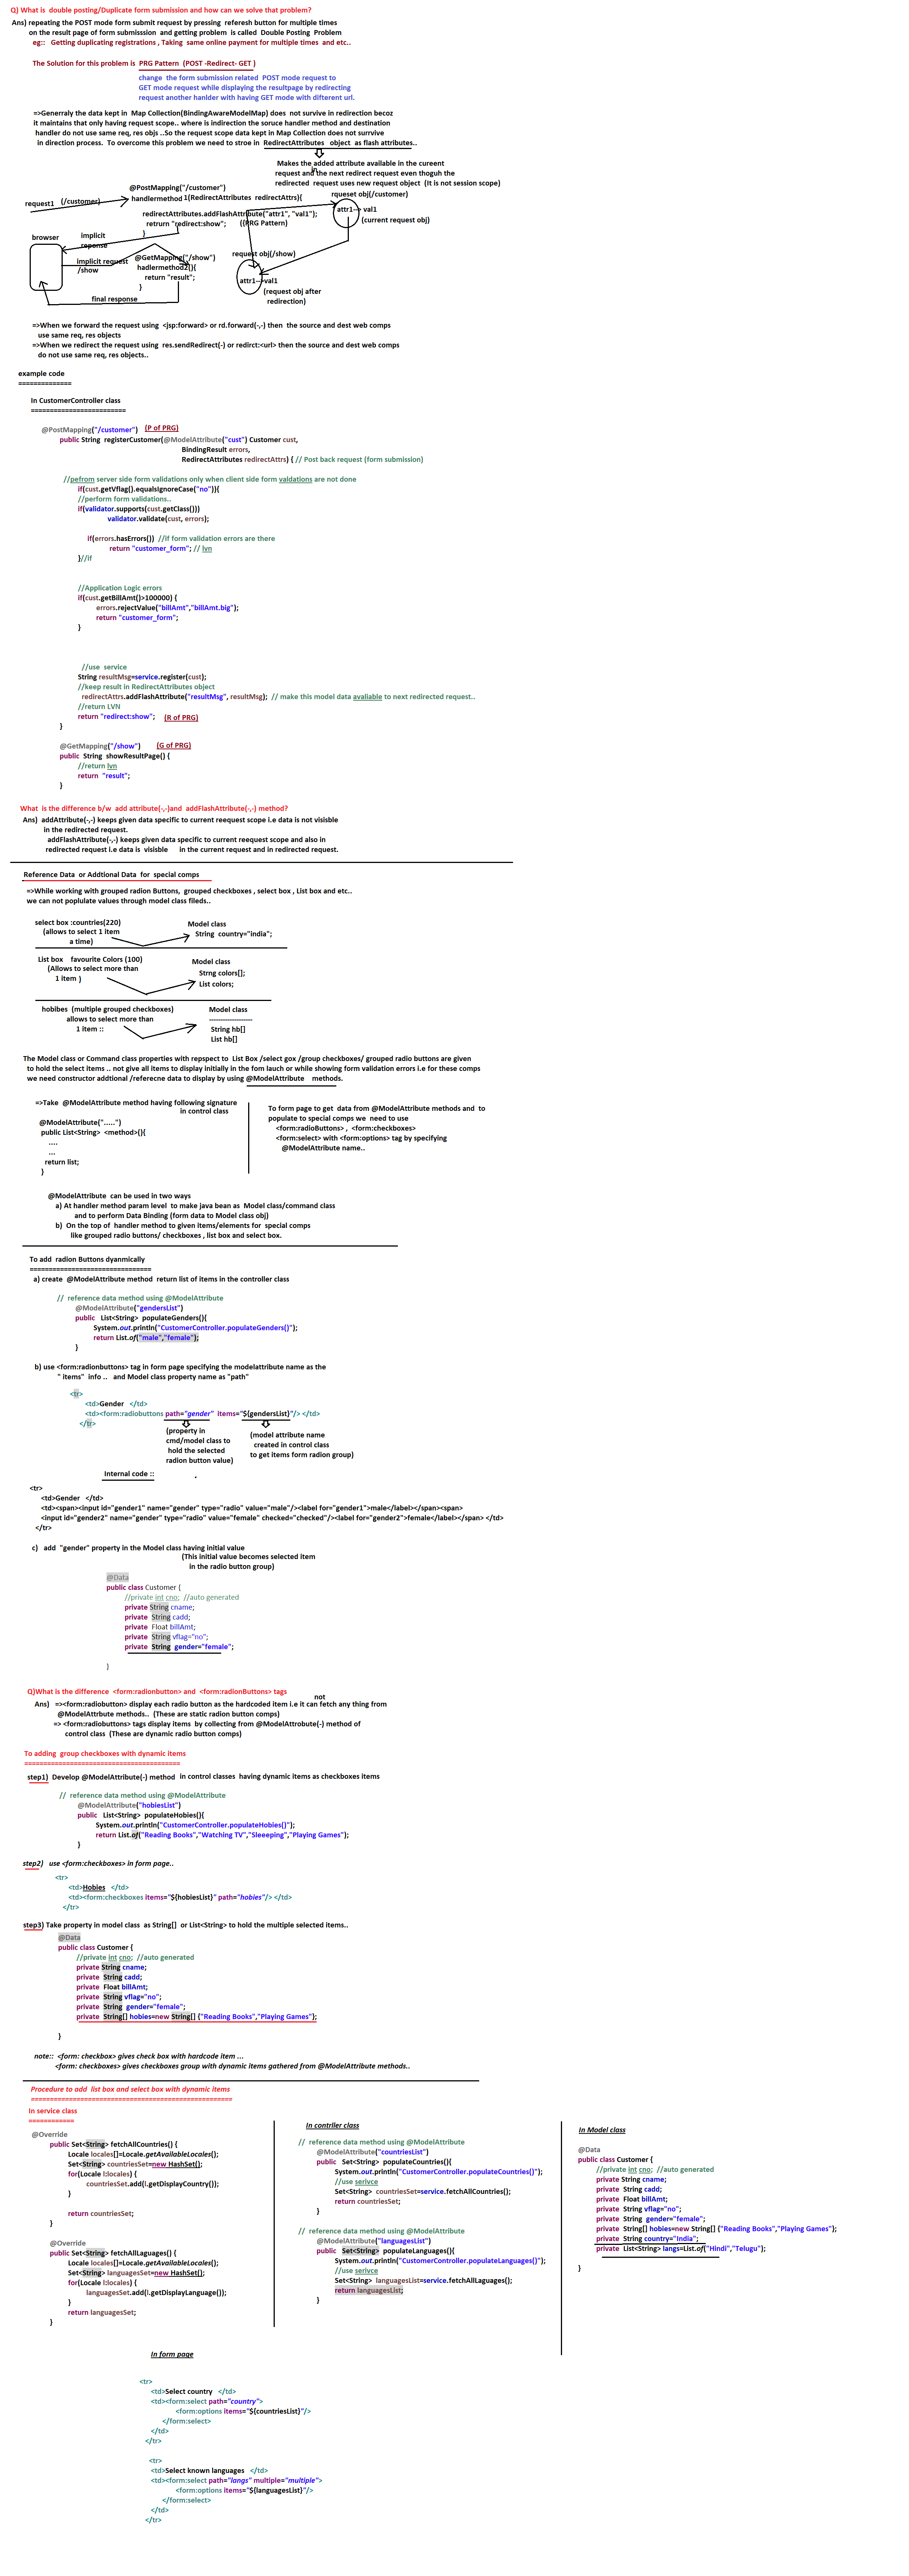 Q) What is  double posting/Duplicate form submission and how can we solve that problem?
Ans) repeating the POST mode form submit request by pressing  referesh button for multiple times
on the result page of form submisssion  and getting problem  is called  Double Posting  Problem
eg::   Getting duplicating registrations , Taking  same online payment for multiple times  and etc..
The Solution for this problem is  PRG Pattern  (POST -Redirect- GET )
change  the form submission related  POST mode request to
GET mode request while displaying the resultpage by redirecting
request another hanlder with having GET mode with difterent url.
=>Generrally the data kept in  Map Collection(BindingAwareModelMap) does  not survive in redirection becoz
it maintains that only having request scope.. where is indirection the soruce handler method and destination
handler do not use same req, res objs ..So the request scope data kept in Map Collection does not surrvive
in direction process.  To overcome this problem we need to stroe in  RedirectAttributes   object  as flash attributes..
Makes the added attribute available in the cureent
in
request and the next redirect request even thoguh the
redirected  request uses new request object  (It is not session scope)
@PostMapping("/customer")
rqueset obj(/customer)
request1   (/customer)
handlermethod 1(RedirectAttributes  redirectAttrs){
attr1--> val1
redirectAttributes.addFlashAttribute("attr1", "val1");
retrurn "redirect:show";      ((PRG Pattern)
(current request obj)
}
browser
implicit
reponse
request obj(/show)
implicit request
/show
@GetMapping("/show")
hadlermethod2(){
return "result";
}
attr1-->val1
(request obj after
redirection)
final response
=>When we forward the request using  <jsp:forward> or rd.forward(-,-) then  the source and dest web comps
use same req, res objects
=>When we redirect the request using  res.sendRedirect(-) or redirct:<url> then the source and dest web comps
do not use same req, res objects..
example code
==============
In CustomerController class
=========================
@PostMapping("/customer")    (P of PRG)
public String  registerCustomer(@ModelAttribute("cust") Customer cust,
BindingResult errors,
RedirectAttributes redirectAttrs) { // Post back request (form submission)
//pefrom server side form validations only when client side form valdations are not done
if(cust.getVflag().equalsIgnoreCase("no")){
//perform form validations..
if(validator.supports(cust.getClass()))
validator.validate(cust, errors);
if(errors.hasErrors())  //if form validation errors are there
return "customer_form"; // lvn
}//if
//Application Logic errors
if(cust.getBillAmt()>100000) {
errors.rejectValue("billAmt","billAmt.big");
return "customer_form";
}
//use  service
String resultMsg=service.register(cust);
//keep result in RedirectAttributes object
redirectAttrs.addFlashAttribute("resultMsg", resultMsg);  // make this model data avaliable to next redirected request..
//return LVN
return "redirect:show";     (R of PRG)
}
@GetMapping("/show")        (G of PRG)
public  String  showResultPage() {
//return lvn
return  "result";
}
What  is the difference b/w  add attribute(-,-)and  addFlashAttribute(-,-) method?
Ans)  addAttribute(-,-) keeps given data specific to current reequest scope i.e data is not visisble
in the redirected request.
addFlashAttribute(-,-) keeps given data specific to current reequest scope and also in
redirected request i.e data is  visisble     in the current request and in redirected request.
Reference Data  or Addtional Data  for  special comps
=>While working with grouped radion Buttons,  grouped checkboxes , select box , List box and etc..
we can not poplulate values through model class fileds..
select box :countries(220)
(allows to select 1 item
a time)
Model class
String  country="india";
List box    favourite Colors (100)
(Allows to select more than
1 item )
Model class
Strng colors[];
List colors;
hobibes  (multiple grouped checkboxes)
allows to select more than
1 item ::
Model class
-------------------
String hb[]
List hb[]
The Model class or Command class properties with repspect to  List Box /select gox /group checkboxes/ grouped radio buttons are given
to hold the select items .. not give all items to display initially in the fom lauch or while showing form validation errors i.e for these comps
we need constructor addtional /referecne data to display by using @ModelAttribute    methods.
=>Take  @ModelAttribute method having following signature
in control class
@ModelAttribute(".....")
public List<String>  <method>(){
....
...
return list;
}
To form page to get  data from @ModelAttribute methods and  to
populate to special comps we  need to use
<form:radioButtons> ,  <form:checkboxes>
<form:select> with <form:options> tag by specifying
@ModelAttribute name..
@ModelAttribute  can be used in two ways
a) At handler method param level  to make java bean as  Model class/command class
and to perform Data Binding (form data to Model class obj)
b)  On the top of  handler method to given items/elements for  special comps
like grouped radio buttons/ checkboxes , list box and select box.
To add  radion Buttons dyanmically
================================
a) create  @ModelAttribute method  return list of items in the controller class
//  reference data method using @ModelAttribute
@ModelAttribute("gendersList")
public   List<String>  populateGenders(){
System.out.println("CustomerController.populateGenders()");
return List.of("male","female");
}
b) use <form:radionbuttons> tag in form page specifying the modelattribute name as the
" items"  info ..   and Model class property name as "path"
<tr>
<td>Gender   </td>
<td><form:radiobuttons path="gender"  items="${gendersList}"/> </td>
</tr>
(property in
cmd/model class to
hold the selected
radion button value)
(model attribute name
created in control class
to get items form radion group)
Internal code ::
<tr>
<td>Gender   </td>
<td><span><input id="gender1" name="gender" type="radio" value="male"/><label for="gender1">male</label></span><span>
<input id="gender2" name="gender" type="radio" value="female" checked="checked"/><label for="gender2">female</label></span> </td>
</tr>
c)   add  "gender" property in the Model class having initial value
(This initial value becomes selected item
in the radio button group)
@Data
public class Customer {
//private int cno;  //auto generated
private String cname;
private  String cadd;
private  Float billAmt;
private  String vflag="no";
private  String  gender="female";
}
Q)What is the difference  <form:radionbutton> and  <form:radionButtons> tags
not
Ans)   =><form:radiobutton> display each radio button as the hardcoded item i.e it can fetch any thing from
@ModelAttrbute methods..  (These are static radion button comps)
=> <form:radiobuttons> tags display items  by collecting from @ModelAttrobute(-) method of
control class  (These are dynamic radio button comps)
To adding  group checkboxes with dynamic items
=========================================
step1)  Develop @ModelAttribute(-) method  in control classes  having dynamic items as checkboxes items
//  reference data method using @ModelAttribute
@ModelAttribute("hobiesList")
public   List<String>  populateHobies(){
System.out.println("CustomerController.populateHobies()");
return List.of("Reading Books","Watching TV","Sleeeping","Playing Games");
}
step2)   use <form:checkboxes> in form page..
<tr>
<td>Hobies   </td>
<td><form:checkboxes items="${hobiesList}" path="hobies"/> </td>
</tr>
step3) Take property in model class  as String[]  or List<String> to hold the multiple selected items..
@Data
public class Customer {
//private int cno;  //auto generated
private String cname;
private  String cadd;
private  Float billAmt;
private  String vflag="no";
private  String  gender="female";
private  String[] hobies=new String[] {"Reading Books","Playing Games"};
}
note::  <form: checkbox> gives check box with hardcode item ...
<form: checkboxes> gives checkboxes group with dynamic items gathered from @ModelAttribute methods..
Procedure to add  list box and select box with dynamic items
=====================================================
In service class
============
@Override
public Set<String> fetchAllCountries() {
Locale locales[]=Locale.getAvailableLocales();
Set<String> countriesSet=new HashSet();
for(Locale l:locales) {
countriesSet.add(l.getDisplayCountry());
}
return countriesSet;
}
@Override
public Set<String> fetchAllLaguages() {
Locale locales[]=Locale.getAvailableLocales();
Set<String> languagesSet=new HashSet();
for(Locale l:locales) {
languagesSet.add(l.getDisplayLanguage());
}
return languagesSet;
}
In contrller class
//  reference data method using @ModelAttribute
@ModelAttribute("countriesList")
public   Set<String>  populateCountries(){
System.out.println("CustomerController.populateCountries()");
//use serivce
Set<String>  countriesSet=service.fetchAllCountries();
return countriesSet;
}
//  reference data method using @ModelAttribute
@ModelAttribute("languagesList")
public   Set<String>  populateLanguages(){
System.out.println("CustomerController.populateLanguages()");
//use serivce
Set<String>  languagesList=service.fetchAllLaguages();
return languagesList;
}
In Model class
@Data
public class Customer {
//private int cno;  //auto generated
private String cname;
private  String cadd;
private  Float billAmt;
private  String vflag="no";
private  String  gender="female";
private  String[] hobies=new String[] {"Reading Books","Playing Games"};
private  String country="India";
private  List<String> langs=List.of("Hindi","Telugu");
}
In form page
<tr>
<td>Select country   </td>
<td><form:select path="country">
<form:options items="${countriesList}"/>
</form:select>
</td>
</tr>
<tr>
<td>Select known languages   </td>
<td><form:select path="langs" multiple="multiple">
<form:options items="${languagesList}"/>
</form:select>
</td>
</tr>